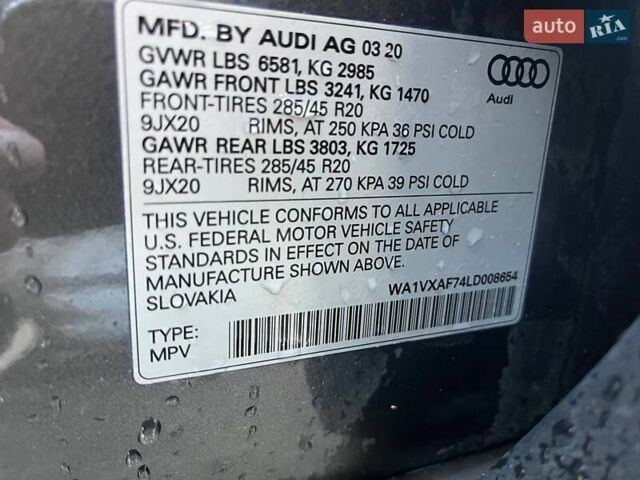 MFD. BY AUDI AG 03 20
GVWR LBS 6581, KG 2985
GAWR FRONT LBS 3241, KG 1470
FRONT-TIRES 285/45 R20
9JX20 RIMS, AT 250 KPA 36 PSI COLD
GAWR REAR LBS 3803, KG 1725
REAR-TIRES 285/45 R20
9JX20 RIMS, AT 270 KPA 39 PSI COLD
THIS VEHICLE CONFORMS TO ALL APPLICABLE
U.S. FEDERAL MOTOR VEHICLE SAFETY
STANDARDS IN EFFECT ON THE DATE OF
MANUFACTURE SHOWN ABOVE.
SLOVAKIA
WA1VXAF74LD008654
TYPE:
MPV
Audi
auto RIA.com